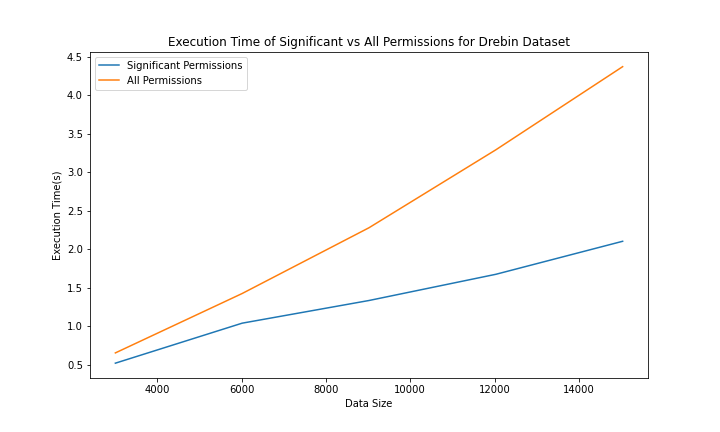 Execution Time of Significant vs All Permissions for Drebin Dataset
Significant Permissions
All Permissions
Execution Time(s)
4.5
4.0
3.5
3.0
2.5
2.0
1.5
1.0
0.5
4000 6000 8000 10000 12000 14000
Data Size